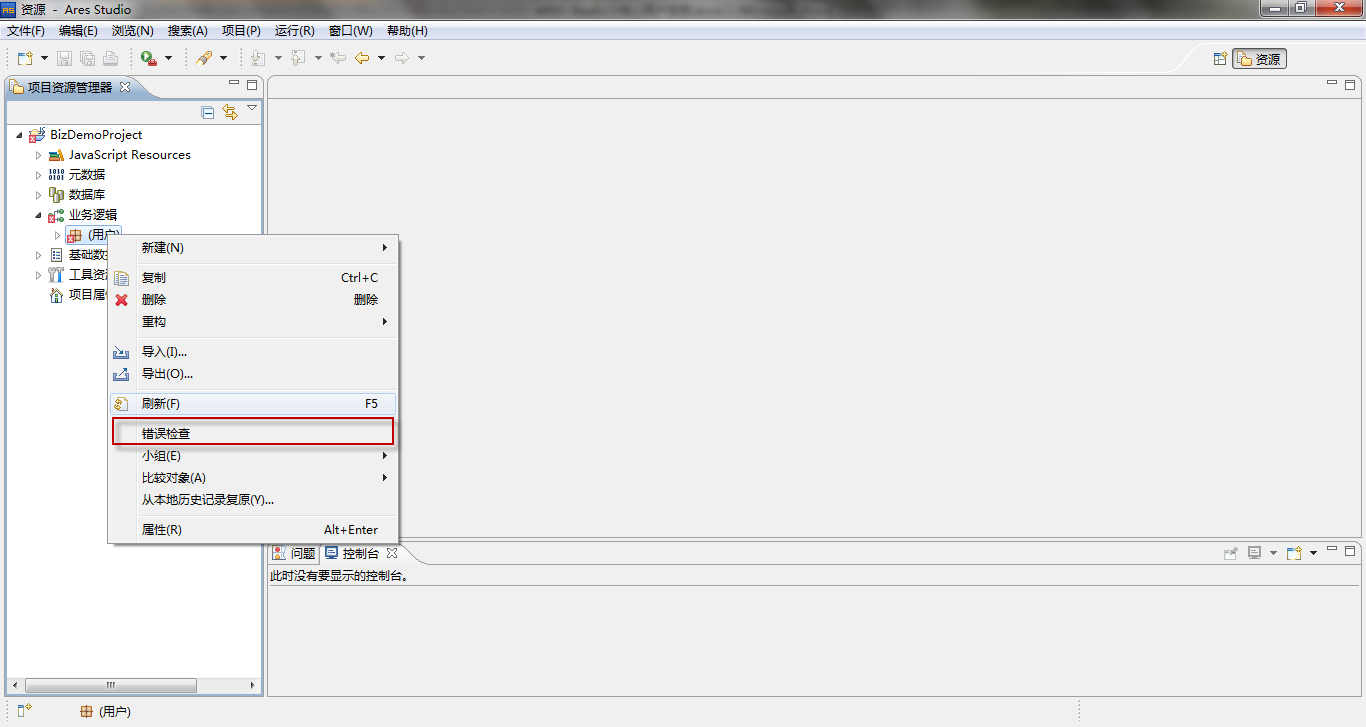 资源 - Ares Studio
文件(F) 编辑(E) 浏览(N) 搜索(A) 项目(P) 运行(R) 窗口(W) 帮助(H)
资源
项目资源管理器
BizDemoProject
JavaScript Resources
元数据
数据库
业务逻辑
(用户)
基础数
工具资
项目属
新建(N)
复制 Ctrl+C
删除 删除
重构
导入(I)...
导出(O)...
刷新(F) F5
错误检查
小组(E)
比较对象(A)
从本地历史记录复原(Y)...
属性(R) Alt+Enter
问题 控制台
此时没有要显示的控制台。
(用户)